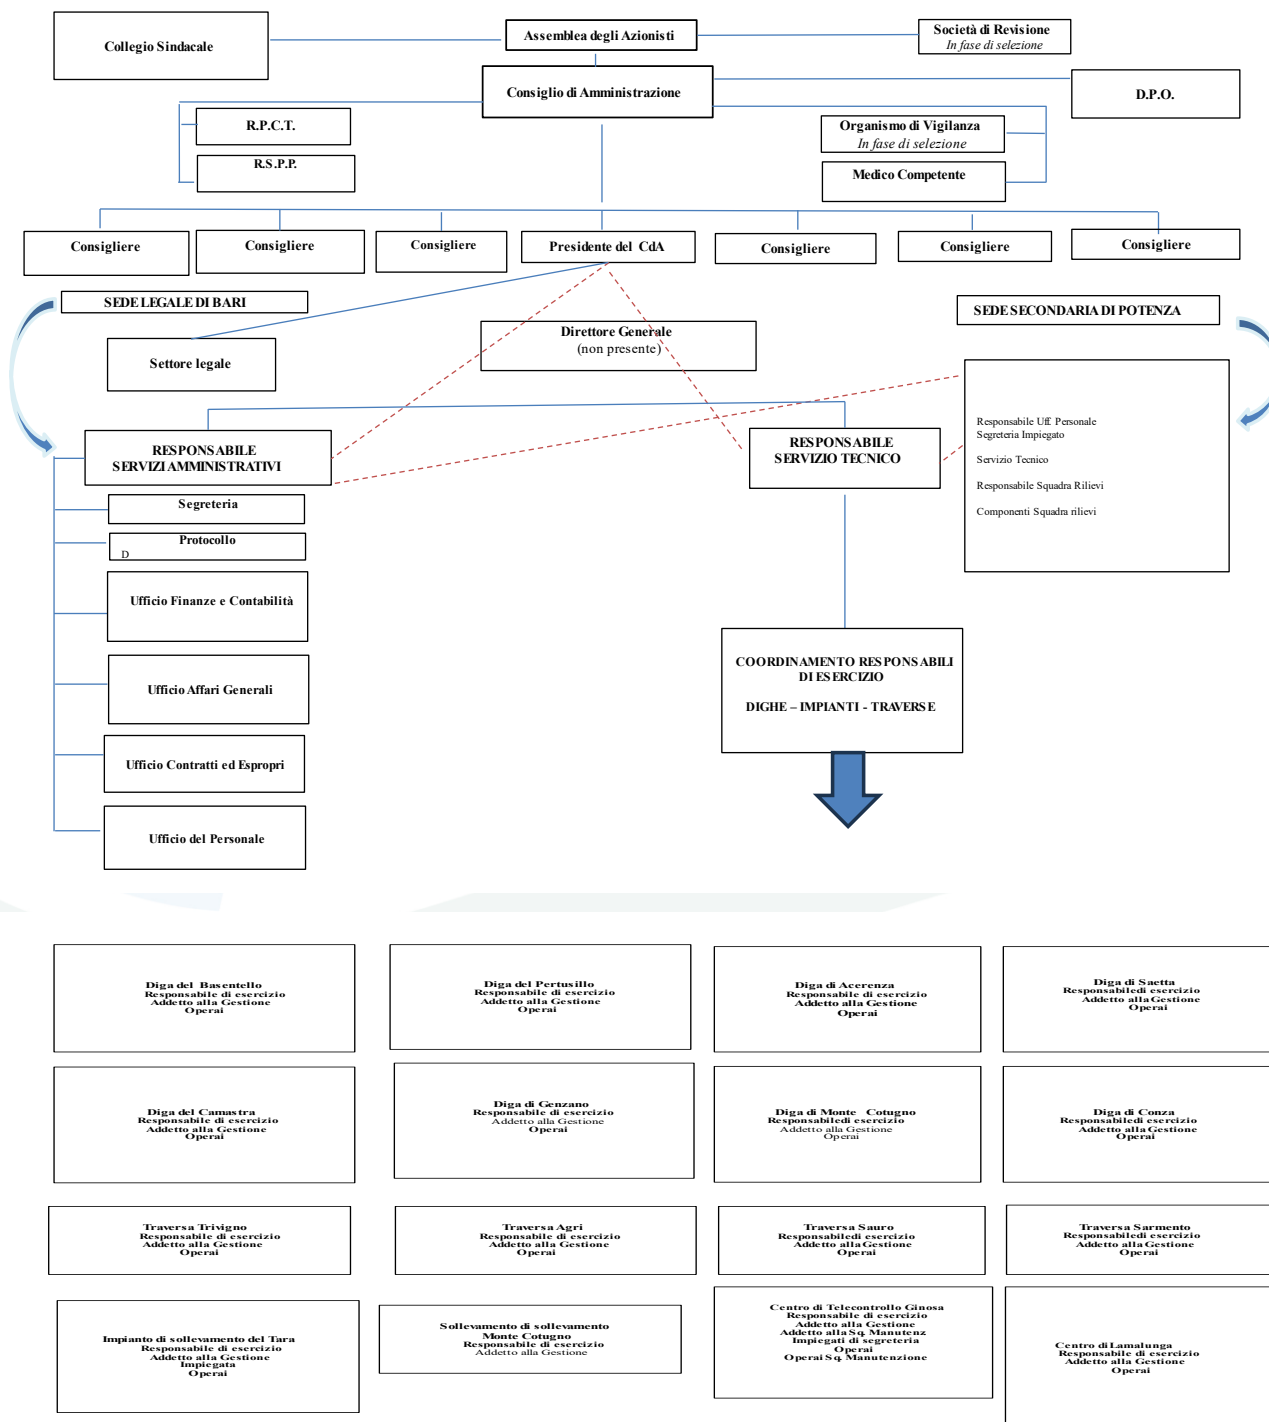 Collegio Sindacale
Assemblea degli Azionisti
Società di Revisione
In fase di selezione
Consiglio di Amministrazione
D.P.O.
R.P.C.T.
Organismo di Vigilanza
In fase di selezione
R.S.P.P.
Medico Competente
Consigliere
Consigliere
Consigliere
Presidente del CdA
Consigliere
Consigliere
Consigliere
SEDE LEGALE DI BARI
SEDE SECONDARIA DI POTENZA
Direttore Generale
(non presente)
Settore legale
Responsabile Uff. Personale
Segreteria Impiegato
Servizio Tecnico
Responsabile Squadra Rilievi
Componenti Squadra rilievi
RESPONSABILE
SERVIZI AMMINISTRATIVI
RESPONSABILE
SERVIZIO TECNICO
Segreteria
Protocollo
D
Ufficio Finanze e Contabilità
Ufficio Affari Generali
Ufficio Contratti ed Espropri
Ufficio del Personale
COORDINAMENTO RESPONSABILI
DI ESERCIZIO
DIGHE – IMPIANTI - TRAVERSE
Diga del Basentello
Responsabile di esercizio
Addetto alla Gestione
Operai
Diga del Pertusillo
Responsabile di esercizio
Addetto alla Gestione
Operai
Diga di Acerenza
Responsabile di esercizio
Addetto alla Gestione
Operai
Diga di Saetta
Responsabiledi esercizio
Addetto alla Gestione
Operai
Diga del Camastra
Responsabile di esercizio
Addetto alla Gestione
Operai
Diga di Genzano
Responsabile di esercizio
Addetto alla Gestione
Operai
Diga di Monte Cotugno
Responsabiledi esercizio
Addetto alla Gestione
Operai
Diga di Conza
Responsabiledi esercizio
Addetto alla Gestione
Operai
Traversa Trivigno
Responsabile di esercizio
Addetto alla Gestione
Operai
Traversa Agri
Responsabile di esercizio
Addetto alla Gestione
Operai
Traversa Sauro
Responsabiledi esercizio
Addetto alla Gestione
Operai
Traversa Sarmento
Responsabiledi esercizio
Addetto alla Gestione
Operai
Impianto di sollevamento del Tara
Responsabile di esercizio
Addetto alla Gestione
Impiegata
Operai
Sollevamento di sollevamento
Monte Cotugno
Responsabile di esercizio
Addetto alla Gestione
Centro di Telecontrollo Ginosa
Responsabile di esercizio
Addetto alla Gestione
Addetto alla Sq. Manutenz
Impiegati di segreteria
Operai
Operai Sq. Manutenzione
Centro di Lamalunga
Responsabile di esercizio
Addetto alla Gestione
Operai